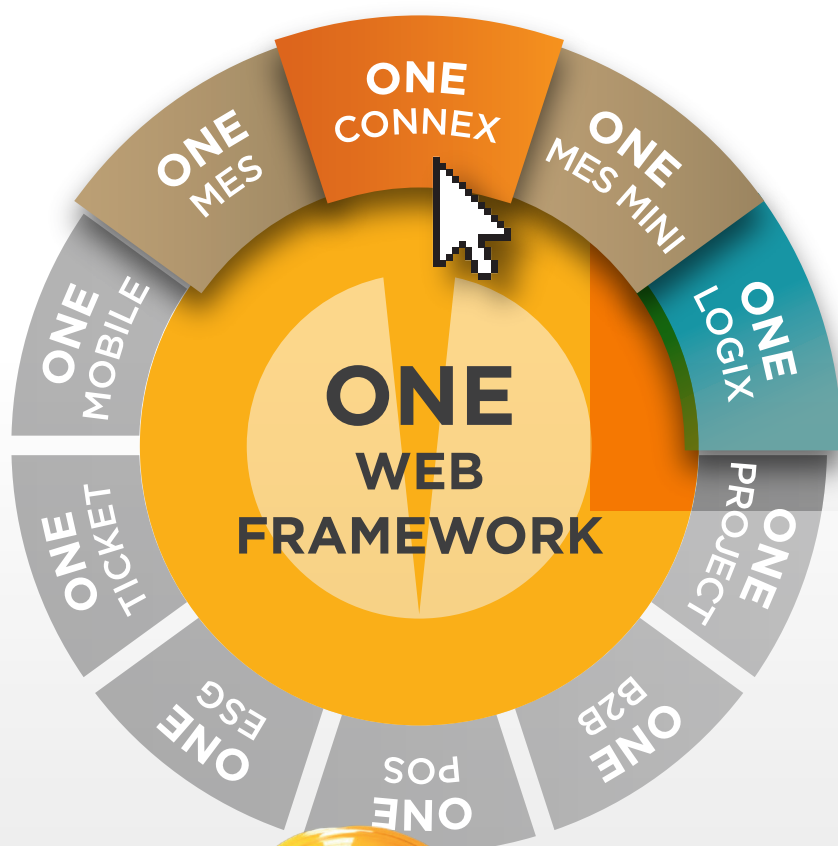 ONE
CONNEX
ONE
MES MINI
ONE
LOGIX
ONE
PROJECT
ONE
B2B
ONE
POS
ONE
ESG
ONE
TICKET
ONE
MOBILE
ONE
MES
ONE
WEB
FRAMEWORK